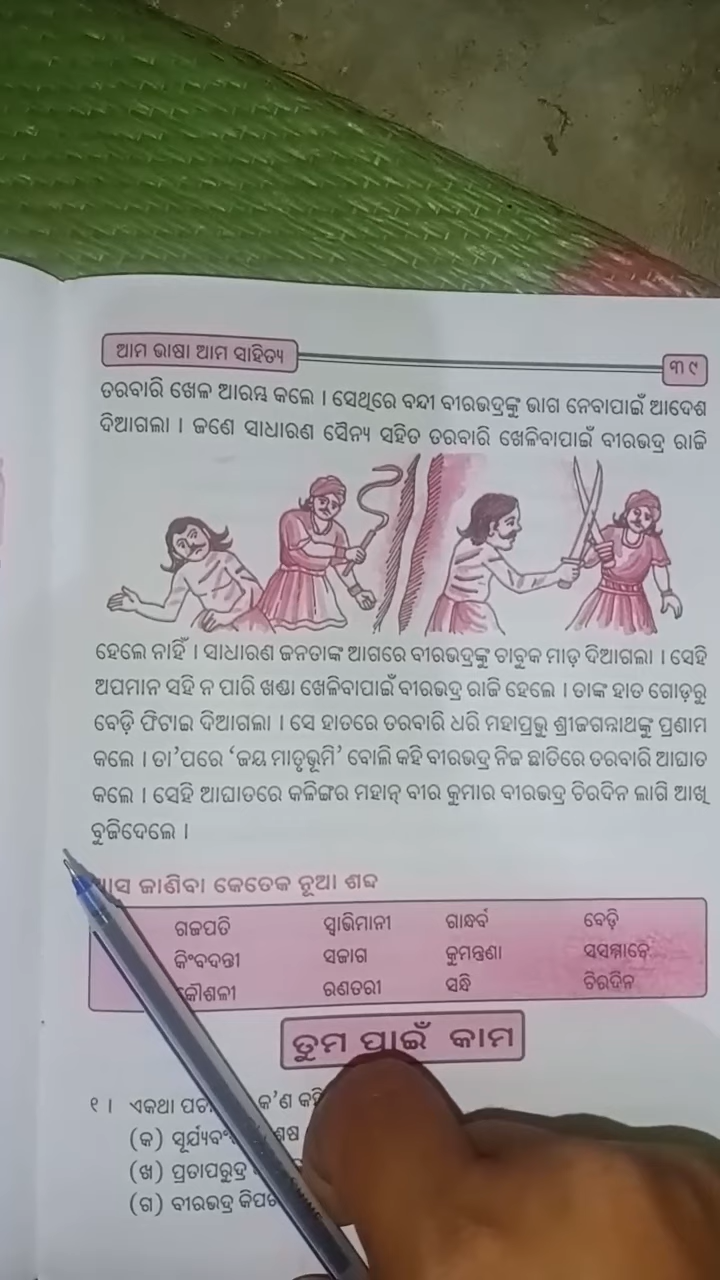 ଆମ ଭାଷା ଆମ ସାହିତ୍ୟ
୩୯
ତରବାରି ଖେଳ ଆରମ୍ଭ କଲେ । ସେଥିରେ ବନ୍ଦୀ ବୀରଭଦ୍ରଙ୍କୁ ଭାଗ ନେବାପାଇଁ ଆଦେଶ
ଦିଆଗଲା । ଜଣେ ସାଧାରଣ ସୈନ୍ୟ ସହିତ ତରବାରି ଖେଳିବାପାଇଁ ବୀରଭଦ୍ର ରାଜି
ହେଲେ ନାହିଁ । ସାଧାରଣ ଜନତାଙ୍କ ଆଗରେ ବୀରଭଦ୍ରଙ୍କୁ ଚାବୁକ ମାଡ଼ ଦିଆଗଲା । ସେହି
ଅପମାନ ସହି ନ ପାରି ଖଣ୍ଡା ଖେଳିବାପାଇଁ ବୀରଭଦ୍ର ରାଜି ହେଲେ । ତାଙ୍କ ହାତ ଗୋଡ଼ରୁ
ବେଡ଼ି ଫିଟାଇ ଦିଆଗଲା । ସେ ହାତରେ ତରବାରି ଧରି ମହାପ୍ରଭୁ ଶ୍ରୀଜଗନ୍ନାଥଙ୍କୁ ପ୍ରଣାମ
କଲେ । ତା’ପରେ ‘ଜୟ ମାତୃଭୂମି’ ବୋଲି କହି ବୀରଭଦ୍ର ନିଜ ଛାତିରେ ତରବାରି ଆଘାତ
କଲେ । ସେହି ଆଘାତରେ କଳିଙ୍ଗର ମହାନ୍ ବୀର କୁମାର ବୀରଭଦ୍ର ଚିରଦିନ ଲାଗି ଆଖି
ବୁଜିଦେଲେ ।
ଜାଣିବା କେତେକ ନୂଆ ଶବ୍ଦ
ଗଜପତି ସ୍ୱାଭିମାନୀ ଗାନ୍ଧର୍ବ ବେଡ଼ି
କିଂବଦନ୍ତୀ ସଜାଗ କୁମନ୍ତ୍ରଣା ସସମ୍ମାନେ
କୌଶଳୀ ରଣତରୀ ସନ୍ଧି ଚିରଦିନ
ତୁମ ପାଇଁ କାମ
୧ । ଏକଥା କ’ଣ
(କ)
(ଖ) ପ୍ରତାପରୁଦ୍ର
(ଗ) ବୀରଭଦ୍ର